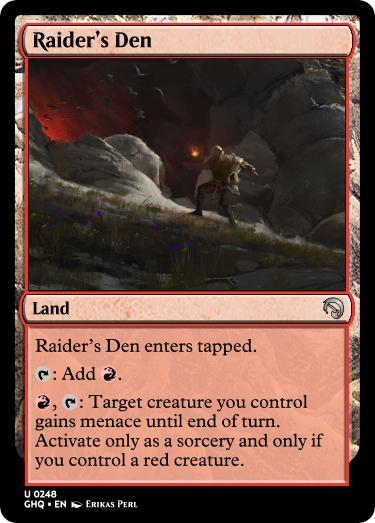 Raider's Den
Land
Raider's Den enters tapped.
: Add .
, : Target creature you control
gains menace until end of turn.
Activate only as a sorcery and only if
you control a red creature.
U 0248
GHQ • EN Erikas Perl